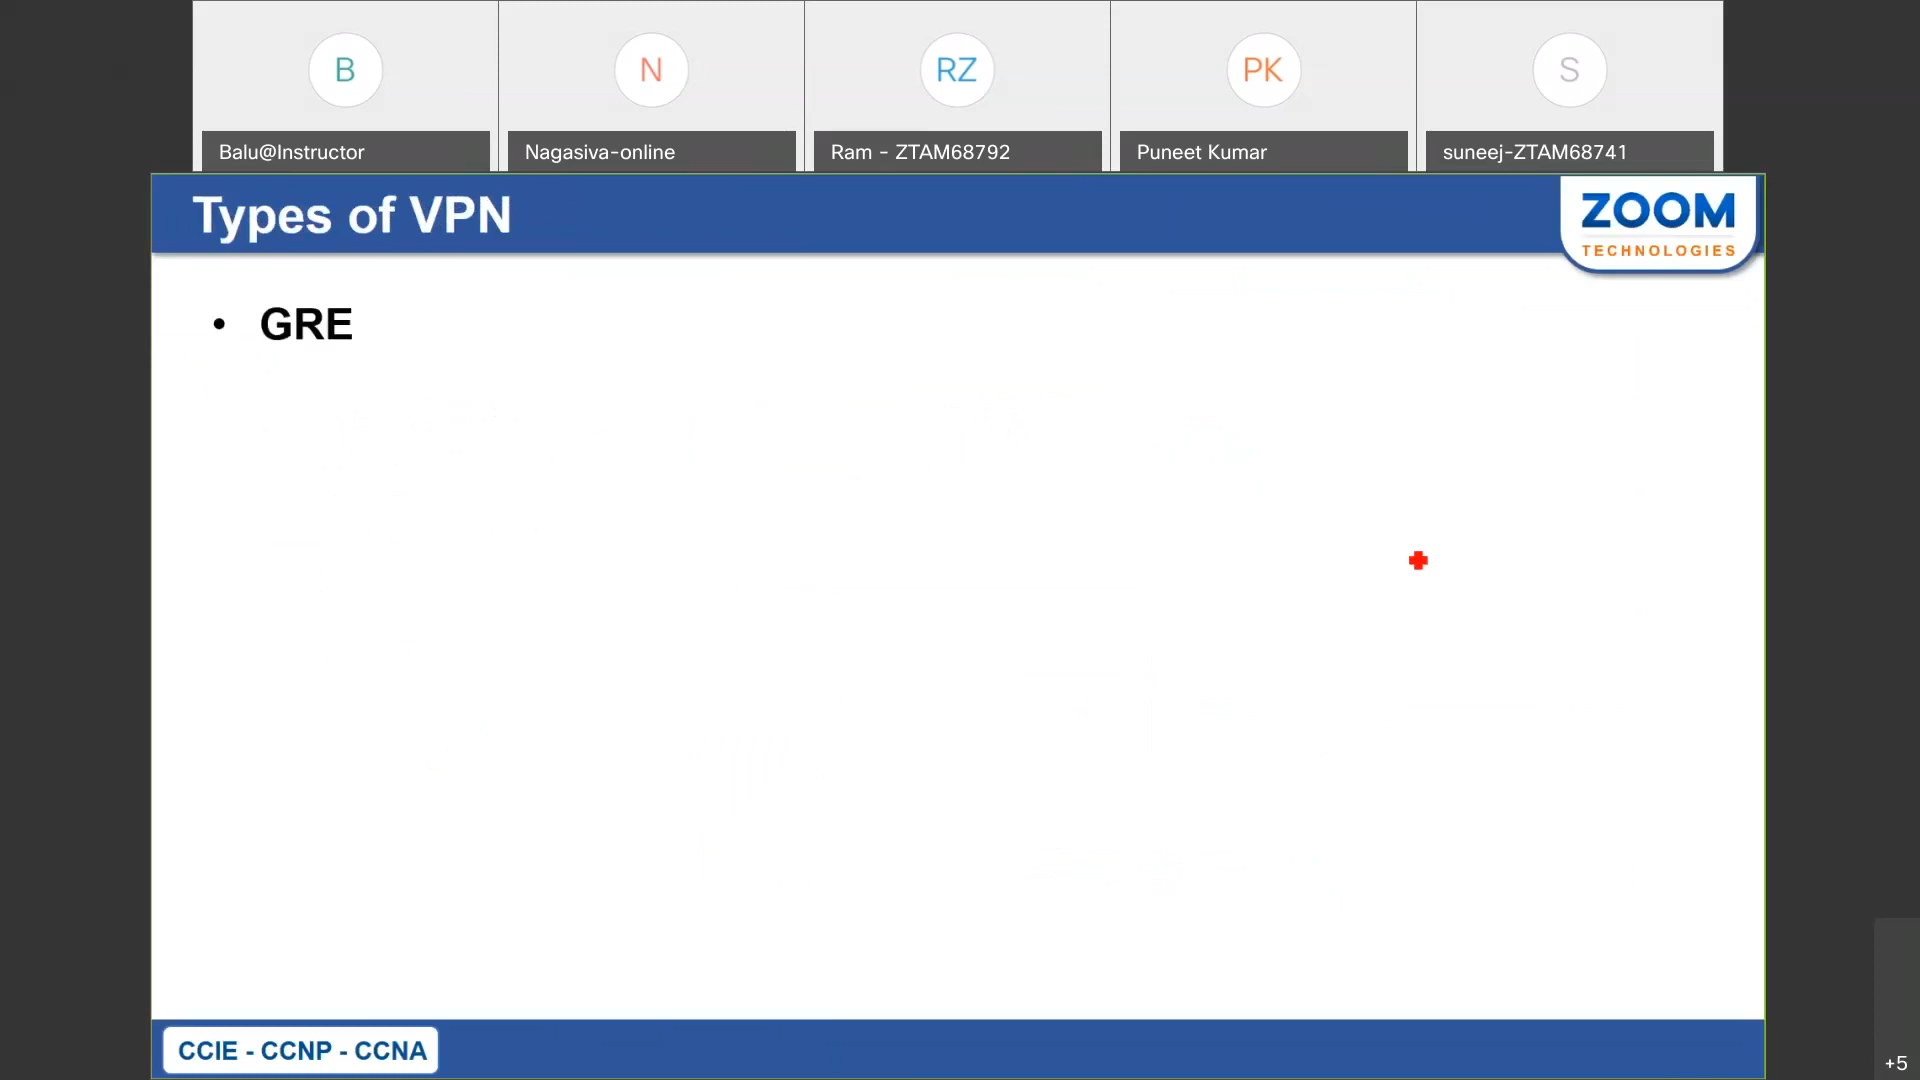 B
N
RZ
PK
S
Balu@Instructor
Nagasiva-online
Ram - ZTAM68792
Puneet Kumar
suneej-ZTAM68741
Types of VPN
ZOOM
TECHNOLOGIES
• GRE
CCIE - CCNP - CCNA
+5